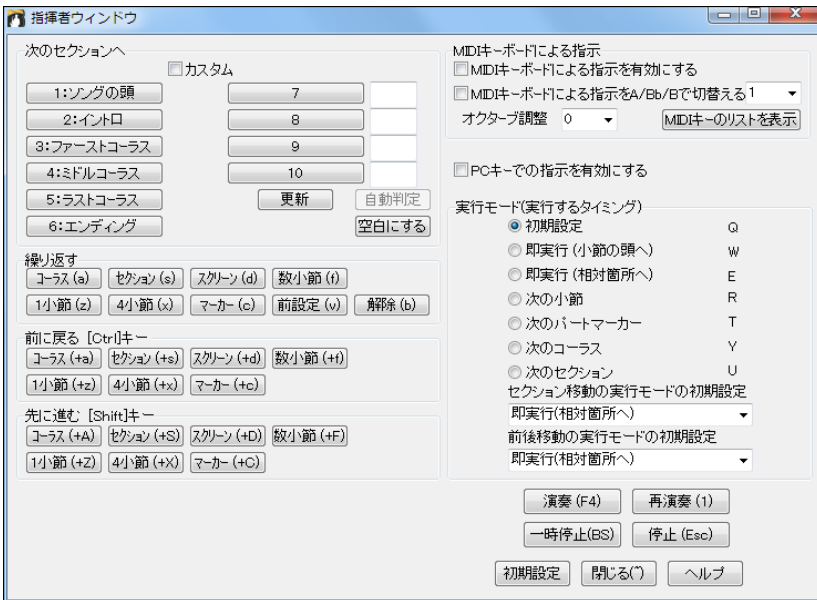 指揮者ウィンドウ
次のセクションへ
カスタム
1:ソングの頭 7
2:イントロ 8
3:ファーストコーラス 9
4:ミドルコーラス 10
5:ラストコーラス 更新 自動判定
6:エンディング 空白にする
繰り返す
コーラス (a) セクション (s) スクリーン (d) 数小節 (f)
1小節 (z) 4小節 (x) マーカー (c) 前設定 (v) 解除 (b)
前に戻る [Ctrl]キー
コーラス (+a) セクション (+s) スクリーン (+d) 数小節 (+f)
1小節 (+z) 4小節 (+x) マーカー (+c)
先に進む [Shift]キー
コーラス (+A) セクション (+S) スクリーン (+D) 数小節 (+F)
1小節 (+Z) 4小節 (+X) マーカー (+C)
MIDIキーボードによる指示
MIDIキーボードによる指示を有効にする
MIDIキーボードによる指示をA/Bb/Bで切替える 1
オクターブ調整 0 MIDIキーのリストを表示
PCキーでの指示を有効にする
実行モード(実行するタイミング)
初期設定 Q
即実行 (小節の頭へ) W
即実行 (相対箇所へ) E
次の小節 R
次のパートマーカー T
次のコーラス Y
次のセクション U
セクション移動の実行モードの初期設定
即実行(相対箇所へ)
前後移動の実行モードの初期設定
即実行(相対箇所へ)
演奏 (F4) 再演奏 (1)
一時停止(BS) 停止 (Esc)
初期設定 閉じる(^) ヘルプ